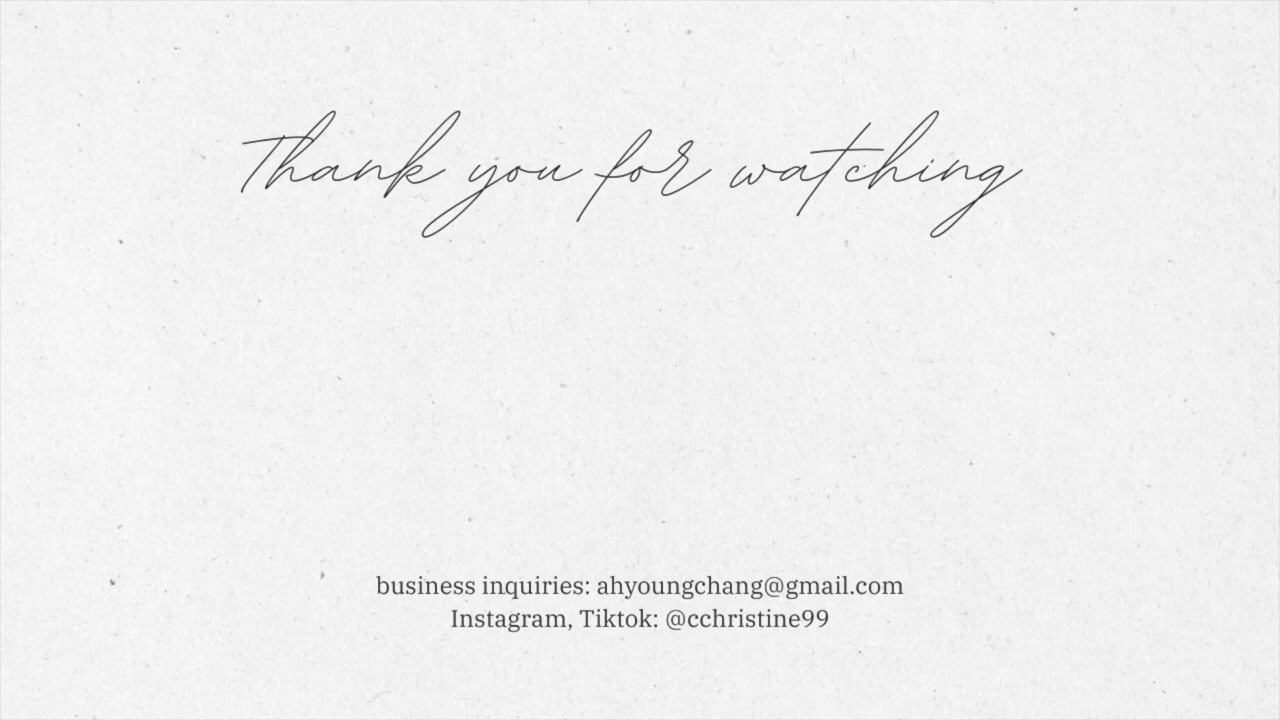 Thank you for watching
business inquiries: ahyoungchang@gmail.com
Instagram, Tiktok: @cchristine99